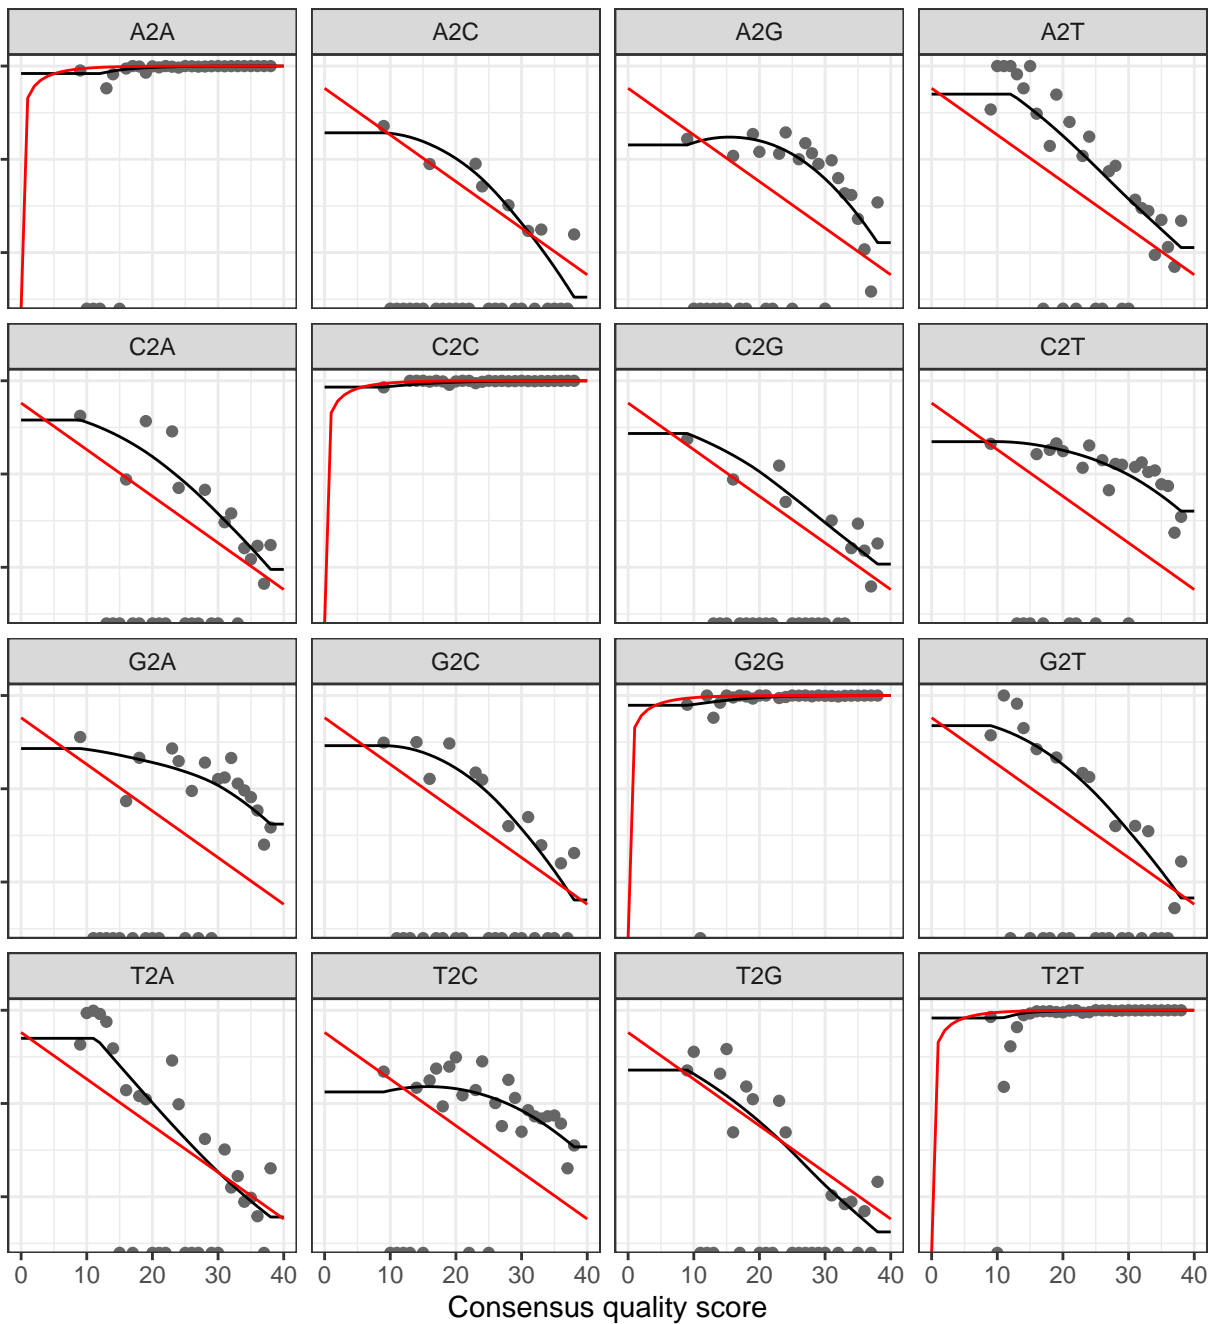 A2A A2C A2G A2T
C2A C2C C2G C2T
G2A G2C G2G G2T
T2A T2C T2G T2T
0 10 20 30 40 0 10 20 30 40 0 10 20 30 40 0 10 20 30 40
Consensus quality score